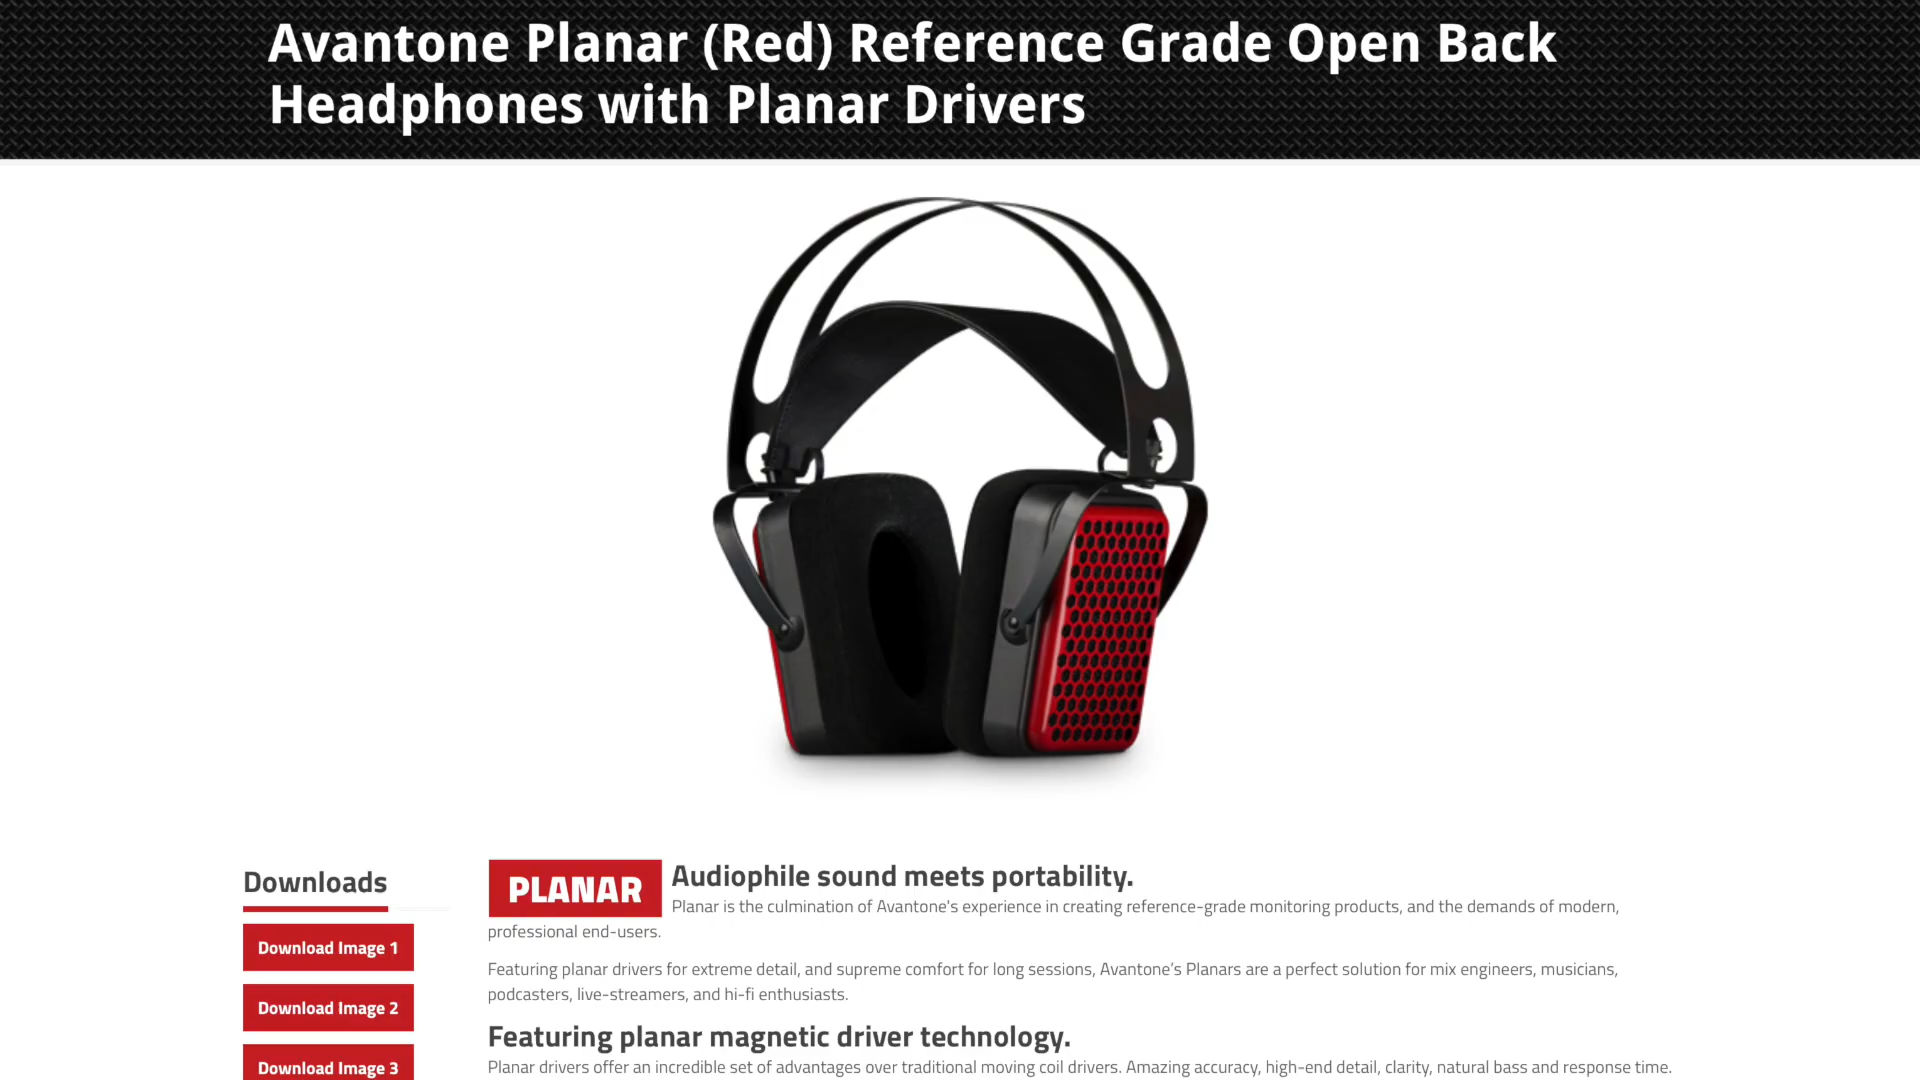 Avantone Planar (Red) Reference Grade Open Back
Headphones with Planar Drivers
Downloads
Download Image 1
Download Image 2
Download Image 3
PLANAR
Audiophile sound meets portability.
Planar is the culmination of Avantone's experience in creating reference-grade monitoring products, and the demands of modern,
professional end-users.
Featuring planar drivers for extreme detail, and supreme comfort for long sessions, Avantone’s Planars are a perfect solution for mix engineers, musicians,
podcasters, live-streamers, and hi-fi enthusiasts.
Featuring planar magnetic driver technology.
Planar drivers offer an incredible set of advantages over traditional moving coil drivers. Amazing accuracy, high-end detail, clarity, natural bass and response time.